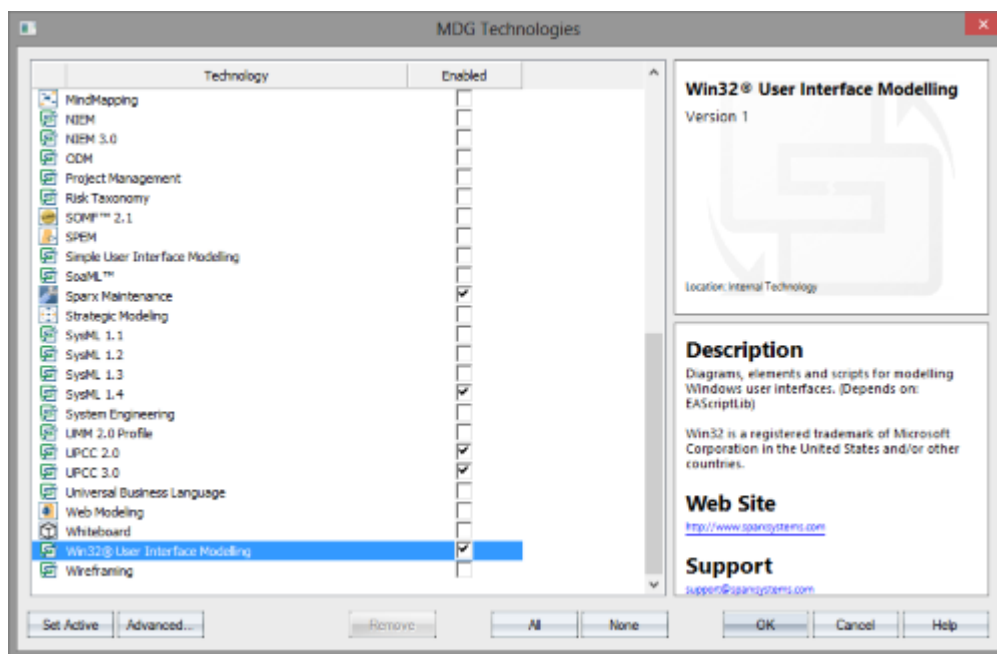 MDG Technologies
Technology Enabled
MindMapping
NIEM
NIEM 3.0
ODM
Project Management
Risk Taxonomy
SOMF™ 2.1
SPEM
Simple User Interface Modeling
SoaML™
Sparx Maintenance
Strategic Modeling
SysML 1.1
SysML 1.2
SysML 1.3
SysML 1.4
System Engineering
UMM 2.0 Profile
UPCC 2.0
UPCC 3.0
Universal Business Language
Web Modeling
Whiteboard
Win32® User Interface Modelling
Wireframing
Win32® User Interface Modelling
Version 1
Location: Internal Technology
Description
Diagrams, elements and scripts for modelling
Windows user interfaces. (Depends on:
EAScriptLib)
Win32 is a registered trademark of Microsoft
Corporation in the United States and/or other
countries.
Web Site
http://www.sparxsystems.com
Support
support@sparxsystems.com
Set Active Advanced... Remove All None OK Cancel Help